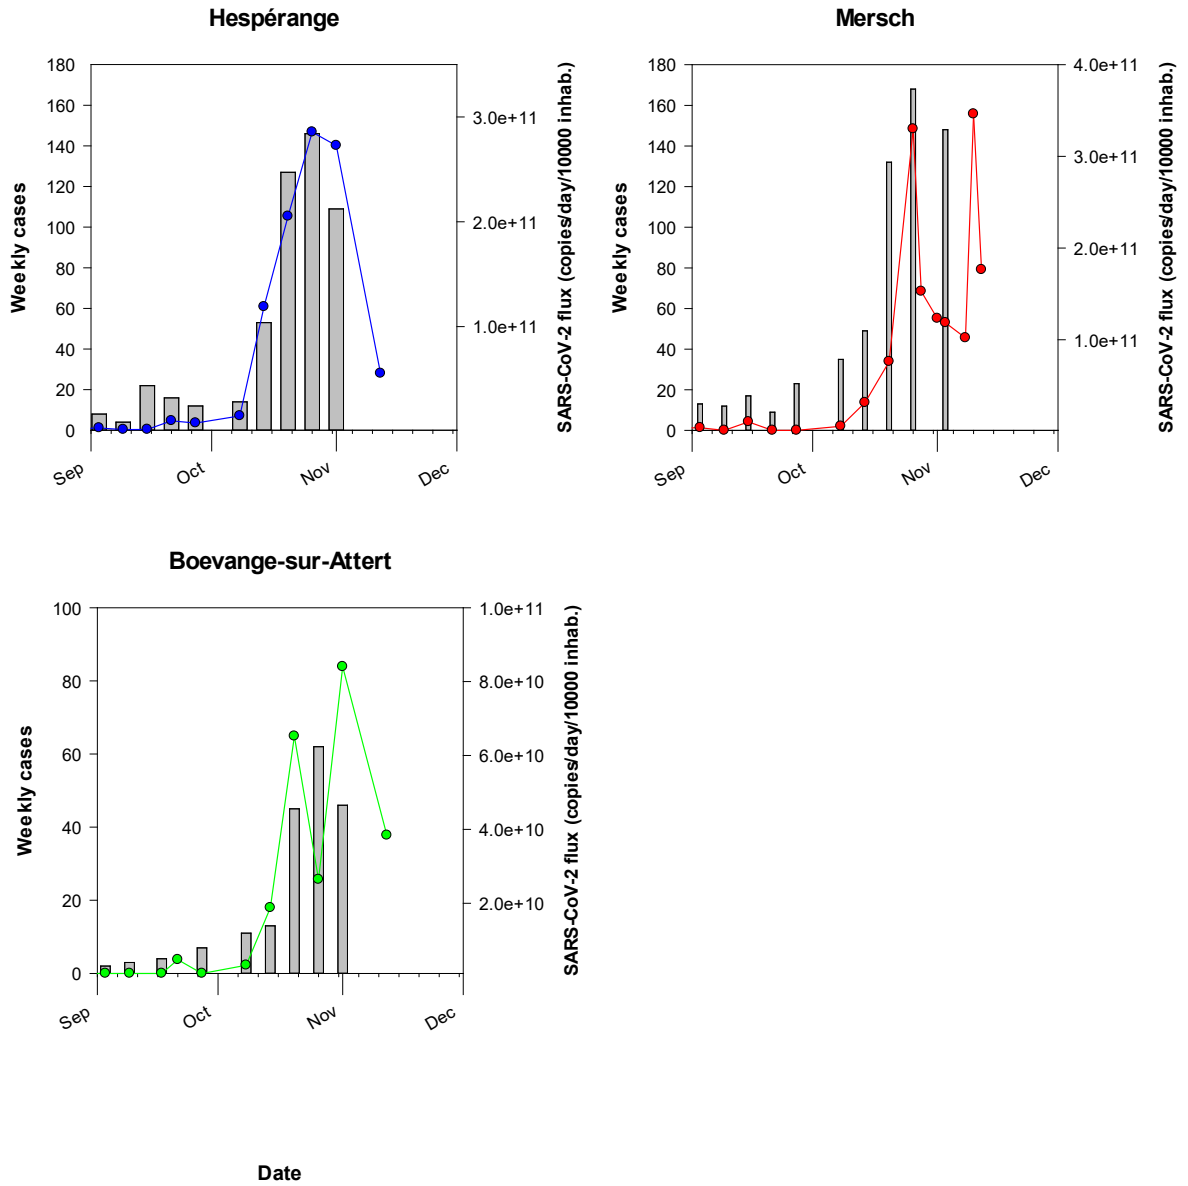 Hespérange
180
160
140
120
100
80
60
40
20
0
Weekly cases
3.0e+11
2.0e+11
1.0e+11
SARS-CoV-2 flux (copies/day/10000 inhab.)
Sep
Oct
Nov
Dec
Mersch
180
160
140
120
100
80
60
40
20
0
Weekly cases
4.0e+11
3.0e+11
2.0e+11
1.0e+11
SARS-CoV-2 flux (copies/day/10000 inhab.)
Sep
Oct
Nov
Dec
Boevange-sur-Attert
100
80
60
40
20
0
Weekly cases
1.0e+11
8.0e+10
6.0e+10
4.0e+10
2.0e+10
SARS-CoV-2 flux (copies/day/10000 inhab.)
Sep
Oct
Nov
Dec
Date